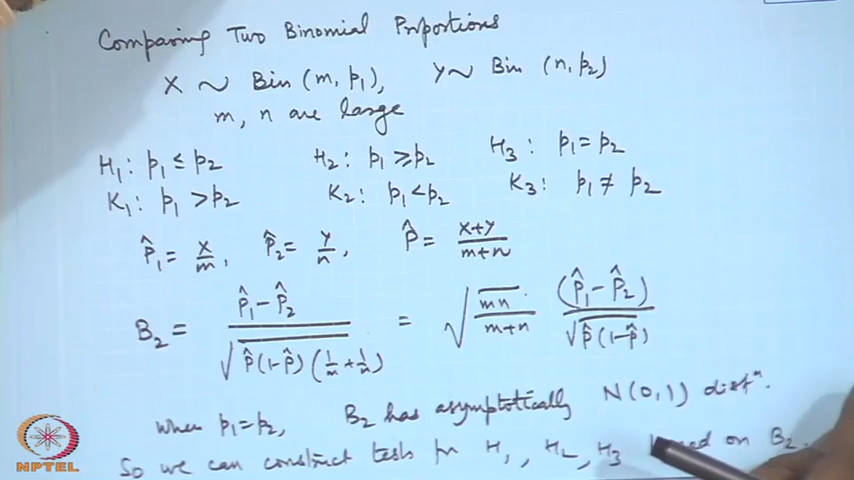 Comparing Two Binomial Proportions
X ~ Bin (m, p₁), Y ~ Bin (n, p₂)
m, n are large
H₁: p₁ ≤ p₂ H₂: p₁ ≥ p₂ H₃: p₁ = p₂
K₁: p₁ > p₂ K₂: p₁ < p₂ K₃: p₁ ≠ p₂
p̂₁ = X/m, p̂₂ = Y/n, p̂ = (X+Y)/(m+n)
B₂ = (p̂₁ - p̂₂)/√(p̂(1-p̂)(1/m + 1/n)) = √(mn/(m+n)) (p̂₁ - p̂₂)/√(p̂(1-p̂))
when p₁ = p₂, B₂ has asymptotically N(0,1) distⁿ.
So we can construct tests for H₁, H₂, H₃ on B₂.
NPTEL